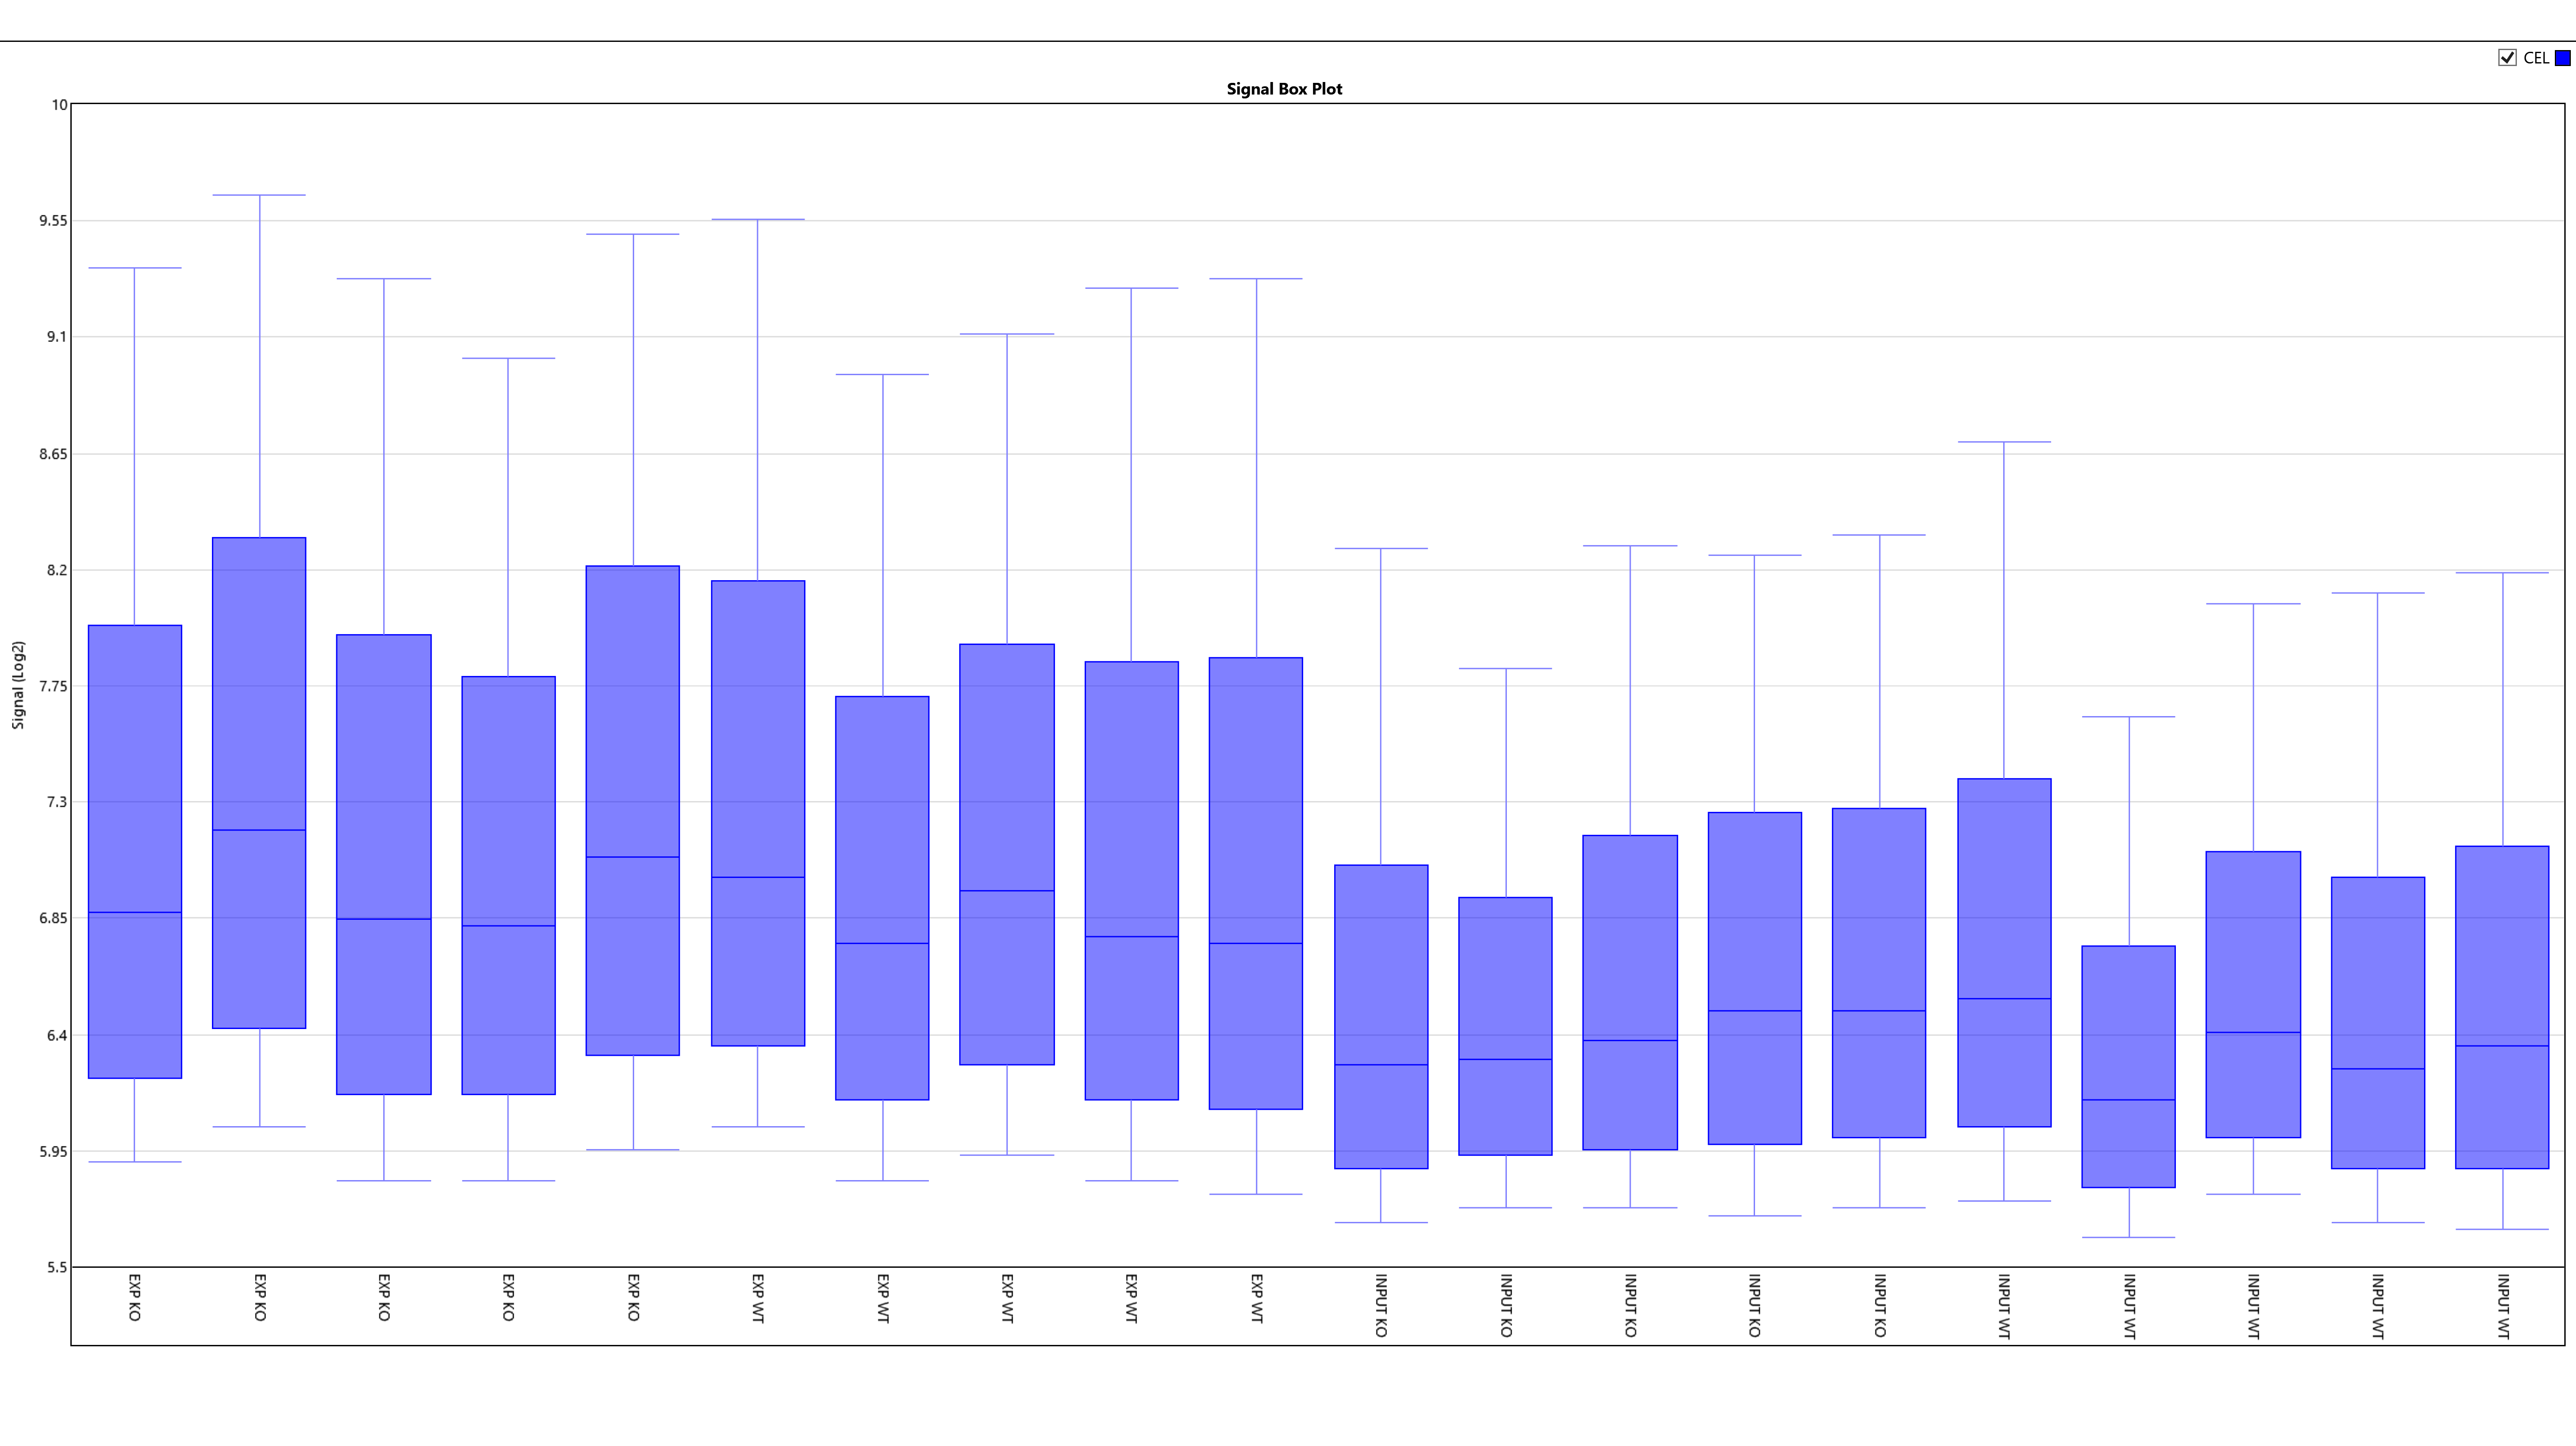 CEL
Signal Box Plot
10
9.55
9.1
8.65
8.2
7.75
7.3
6.85
6.4
5.95
5.5
Signal (Log2)
EXP KO
EXP KO
EXP KO
EXP KO
EXP KO
EXP WT
EXP WT
EXP WT
EXP WT
EXP WT
INPUT KO
INPUT KO
INPUT KO
INPUT KO
INPUT KO
INPUT WT
INPUT WT
INPUT WT
INPUT WT
INPUT WT